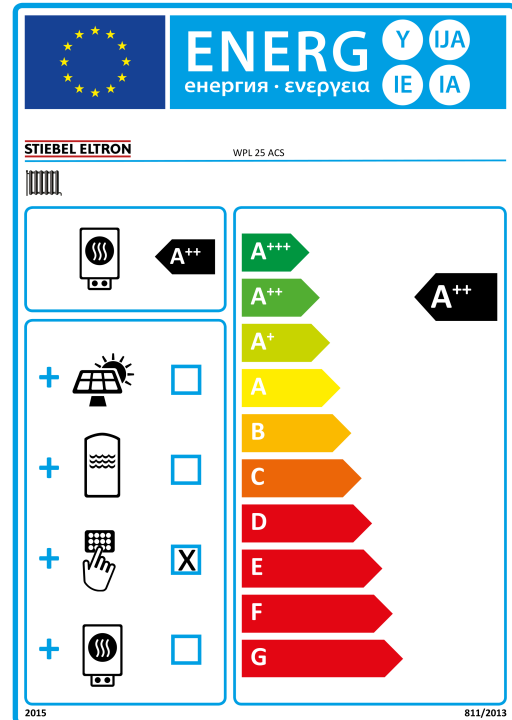 ENERG
енергия · ενεργεια
Y
IJA
IE
IA
STIEBEL ELTRON
WPL 25 ACS
A++
A+++
A++
A+
A
B
C
D
E
F
G
A++
+
+
+
X
+
2015
811/2013